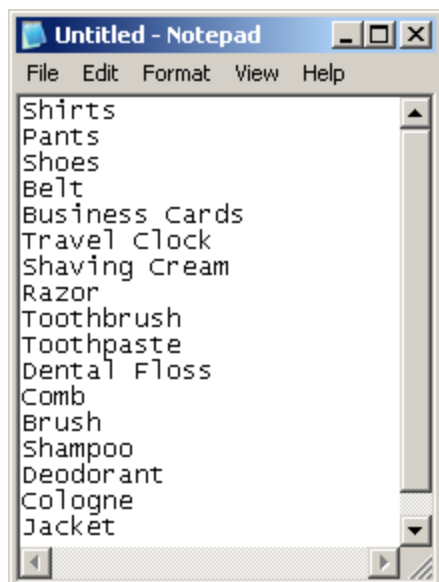 Untitled - Notepad
File Edit Format View Help
Shirts
Pants
Shoes
Belt
Business Cards
Travel Clock
Shaving Cream
Razor
Toothbrush
Toothpaste
Dental Floss
Comb
Brush
Shampoo
Deodorant
Cologne
Jacket